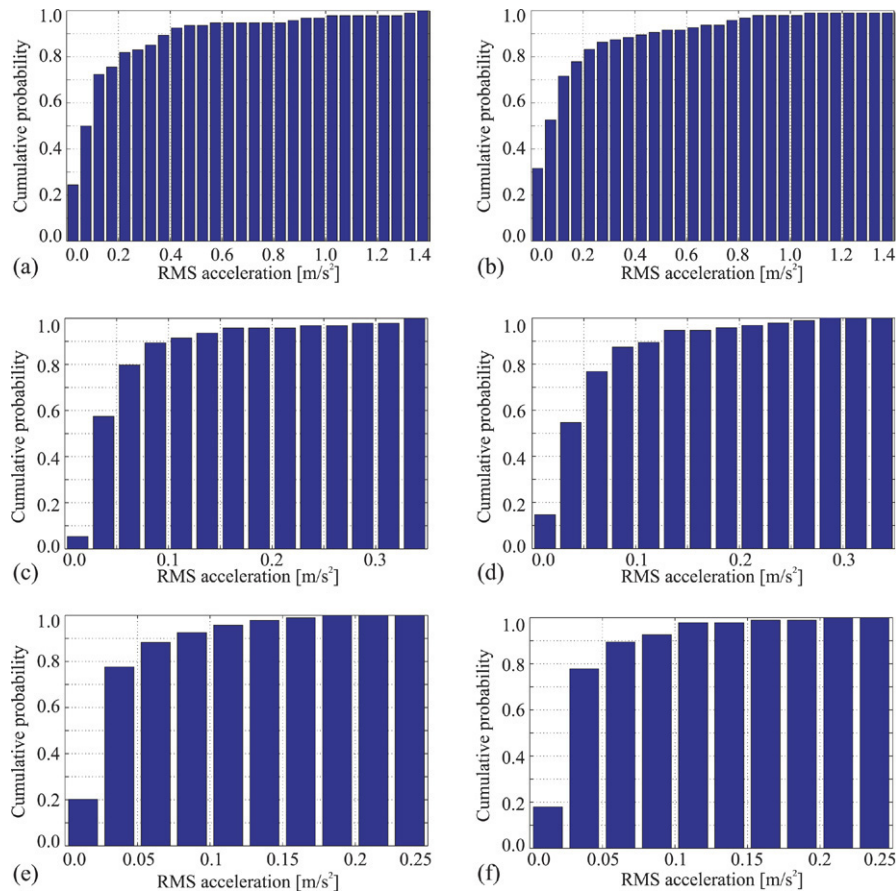 1.0
0.8
0.6
0.4
0.2
0.0
Cumulative probability
0.0 0.2 0.4 0.6 0.8 1.0 1.2 1.4
RMS acceleration [m/s²]
(a)
1.0
0.8
0.6
0.4
0.2
0.0
Cumulative probability
0.0 0.2 0.4 0.6 0.8 1.0 1.2 1.4
RMS acceleration [m/s²]
(b)
1.0
0.8
0.6
0.4
0.2
0.0
Cumulative probability
0.0 0.1 0.2 0.3
RMS acceleration [m/s²]
(c)
1.0
0.8
0.6
0.4
0.2
0.0
Cumulative probability
0.0 0.1 0.2 0.3
RMS acceleration [m/s²]
(d)
1.0
0.8
0.6
0.4
0.2
0.0
Cumulative probability
0.0 0.05 0.1 0.15 0.2 0.25
RMS acceleration [m/s²]
(e)
1.0
0.8
0.6
0.4
0.2
0.0
Cumulative probability
0.0 0.05 0.1 0.15 0.2 0.25
RMS acceleration [m/s²]
(f)